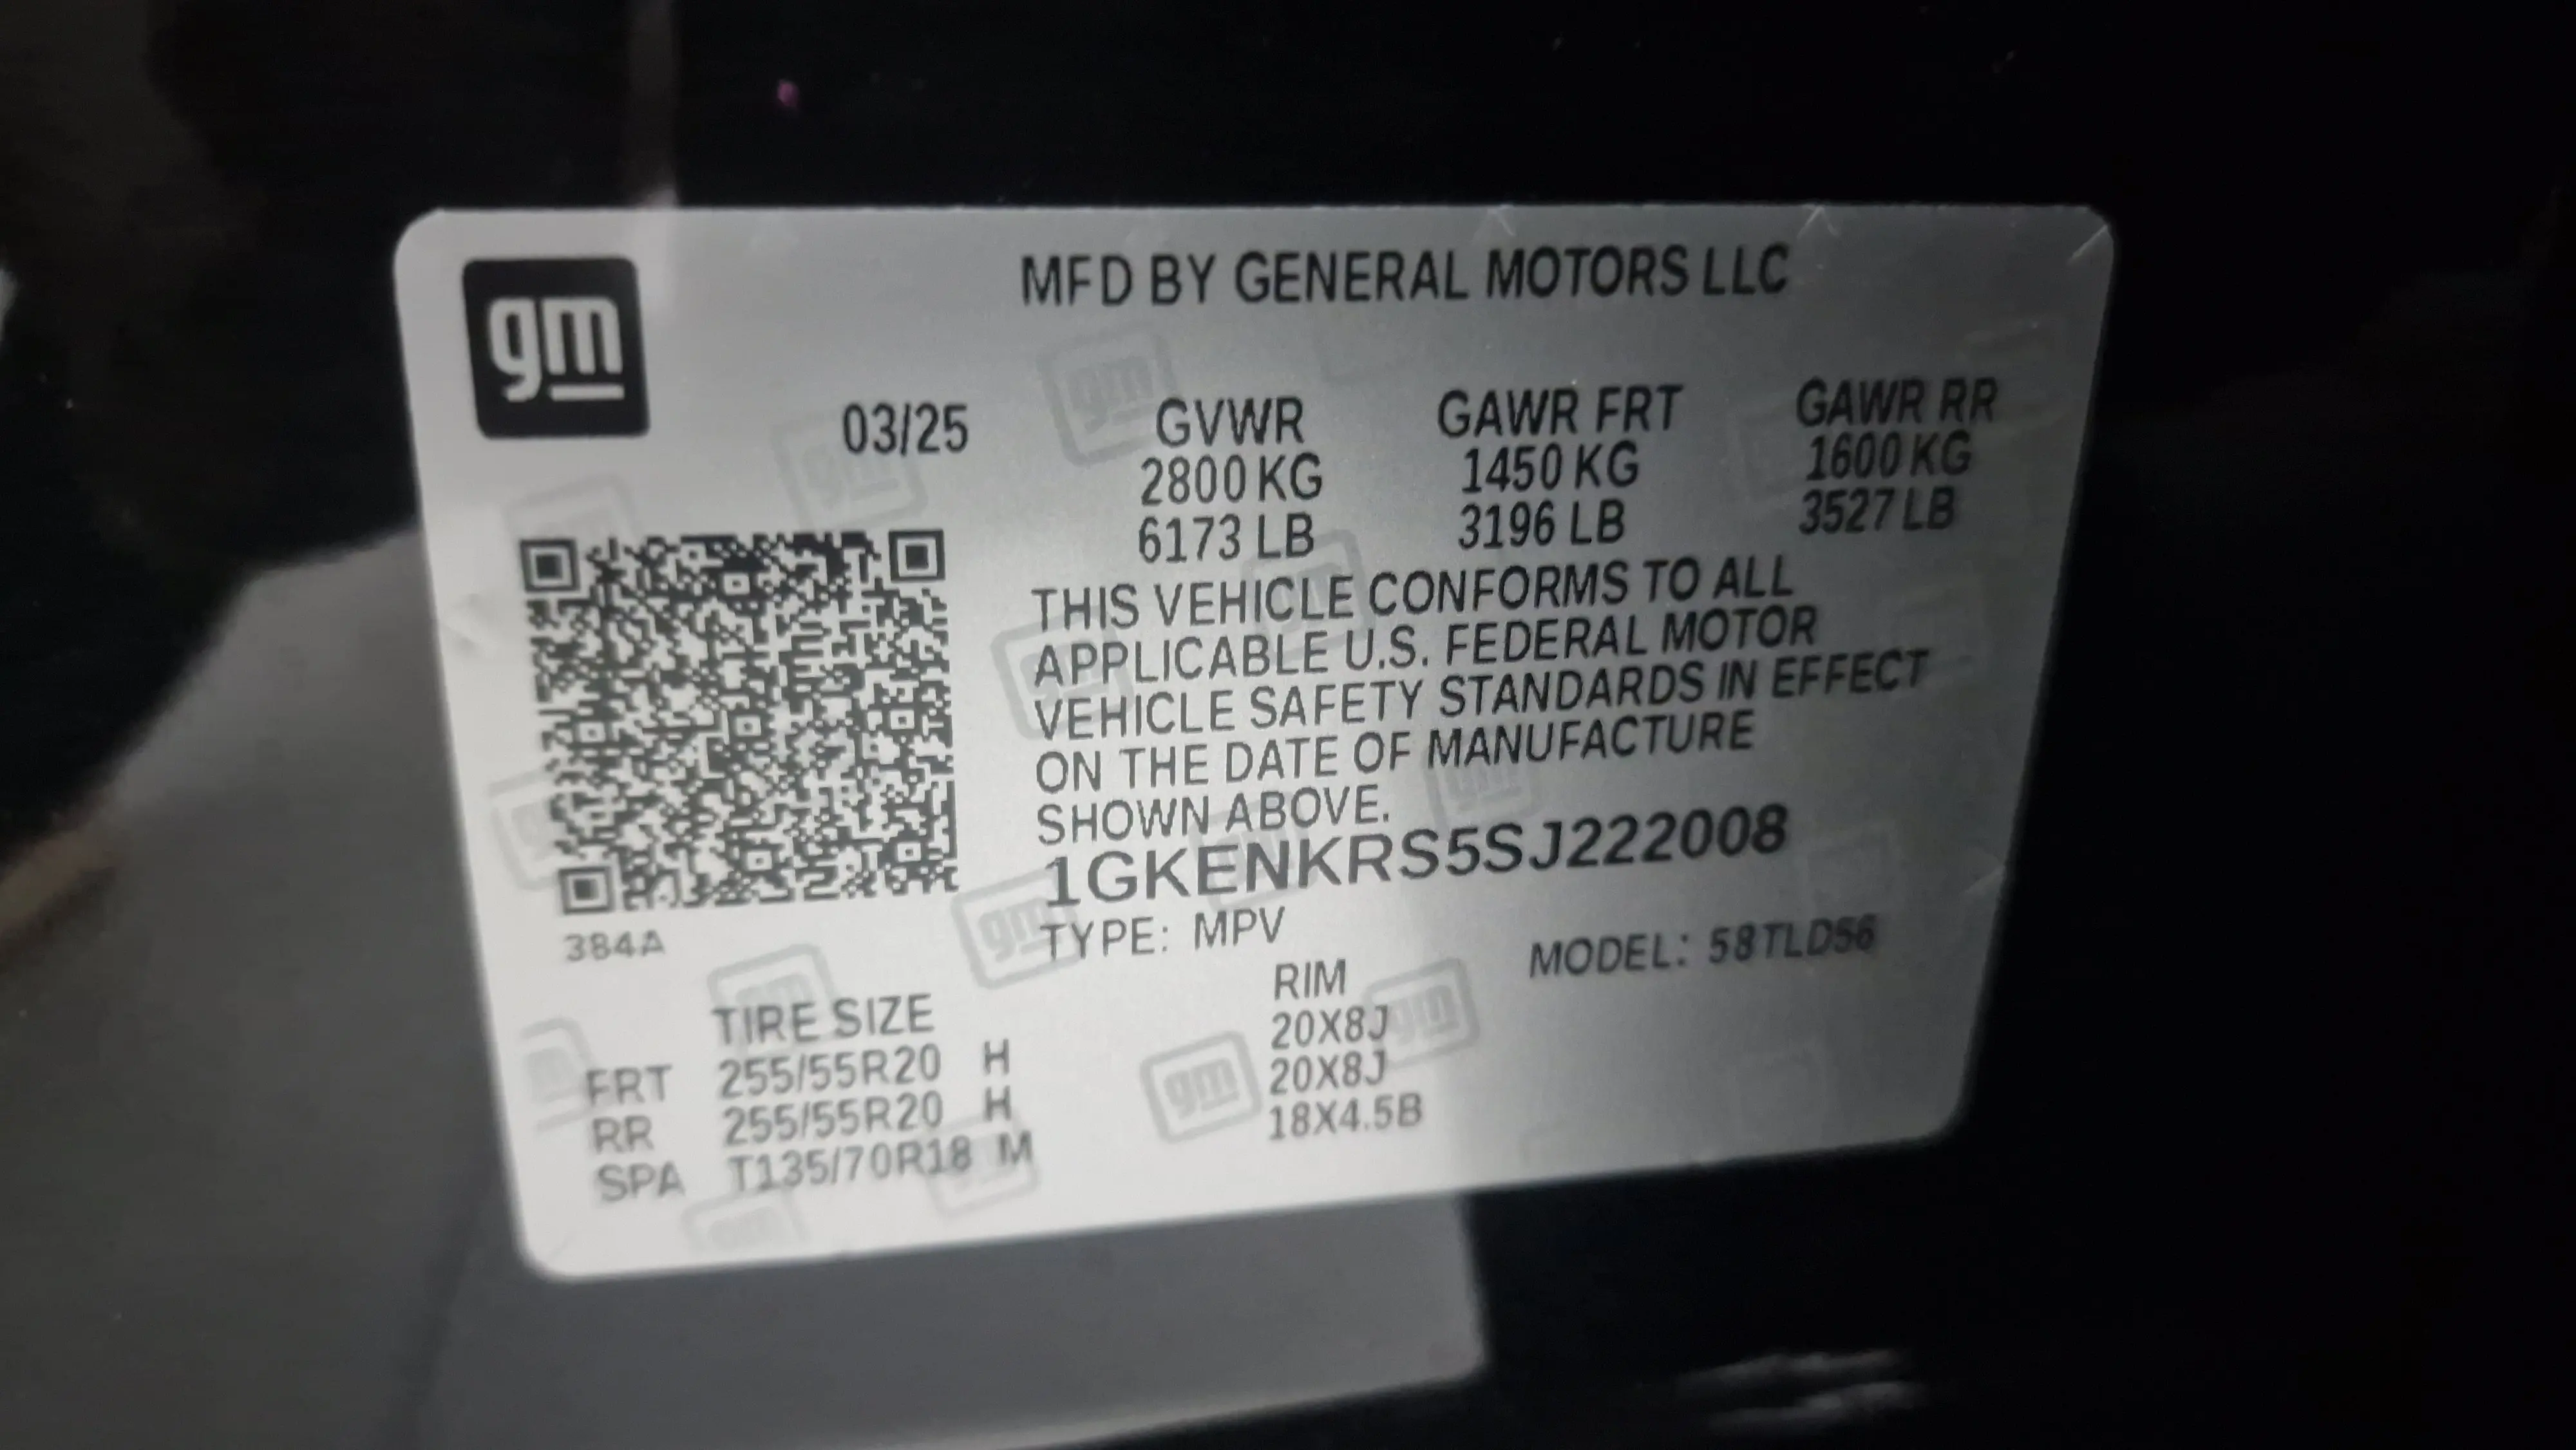 gm
MFD BY GENERAL MOTORS LLC
03/25 GVWR GAWR FRT GAWR RR
2800 KG 1450 KG 1600 KG
6173 LB 3196 LB 3527 LB
THIS VEHICLE CONFORMS TO ALL
APPLICABLE U.S. FEDERAL MOTOR
VEHICLE SAFETY STANDARDS IN EFFECT
ON THE DATE OF MANUFACTURE
SHOWN ABOVE.
1GKENKRS5SJ222008
384A
TYPE: MPV MODEL: 58TLD56
TIRE SIZE RIM
FRT 255/55R20 H 20X8J
RR 255/55R20 H 20X8J
SPA T135/70R18 M 18X4.5B